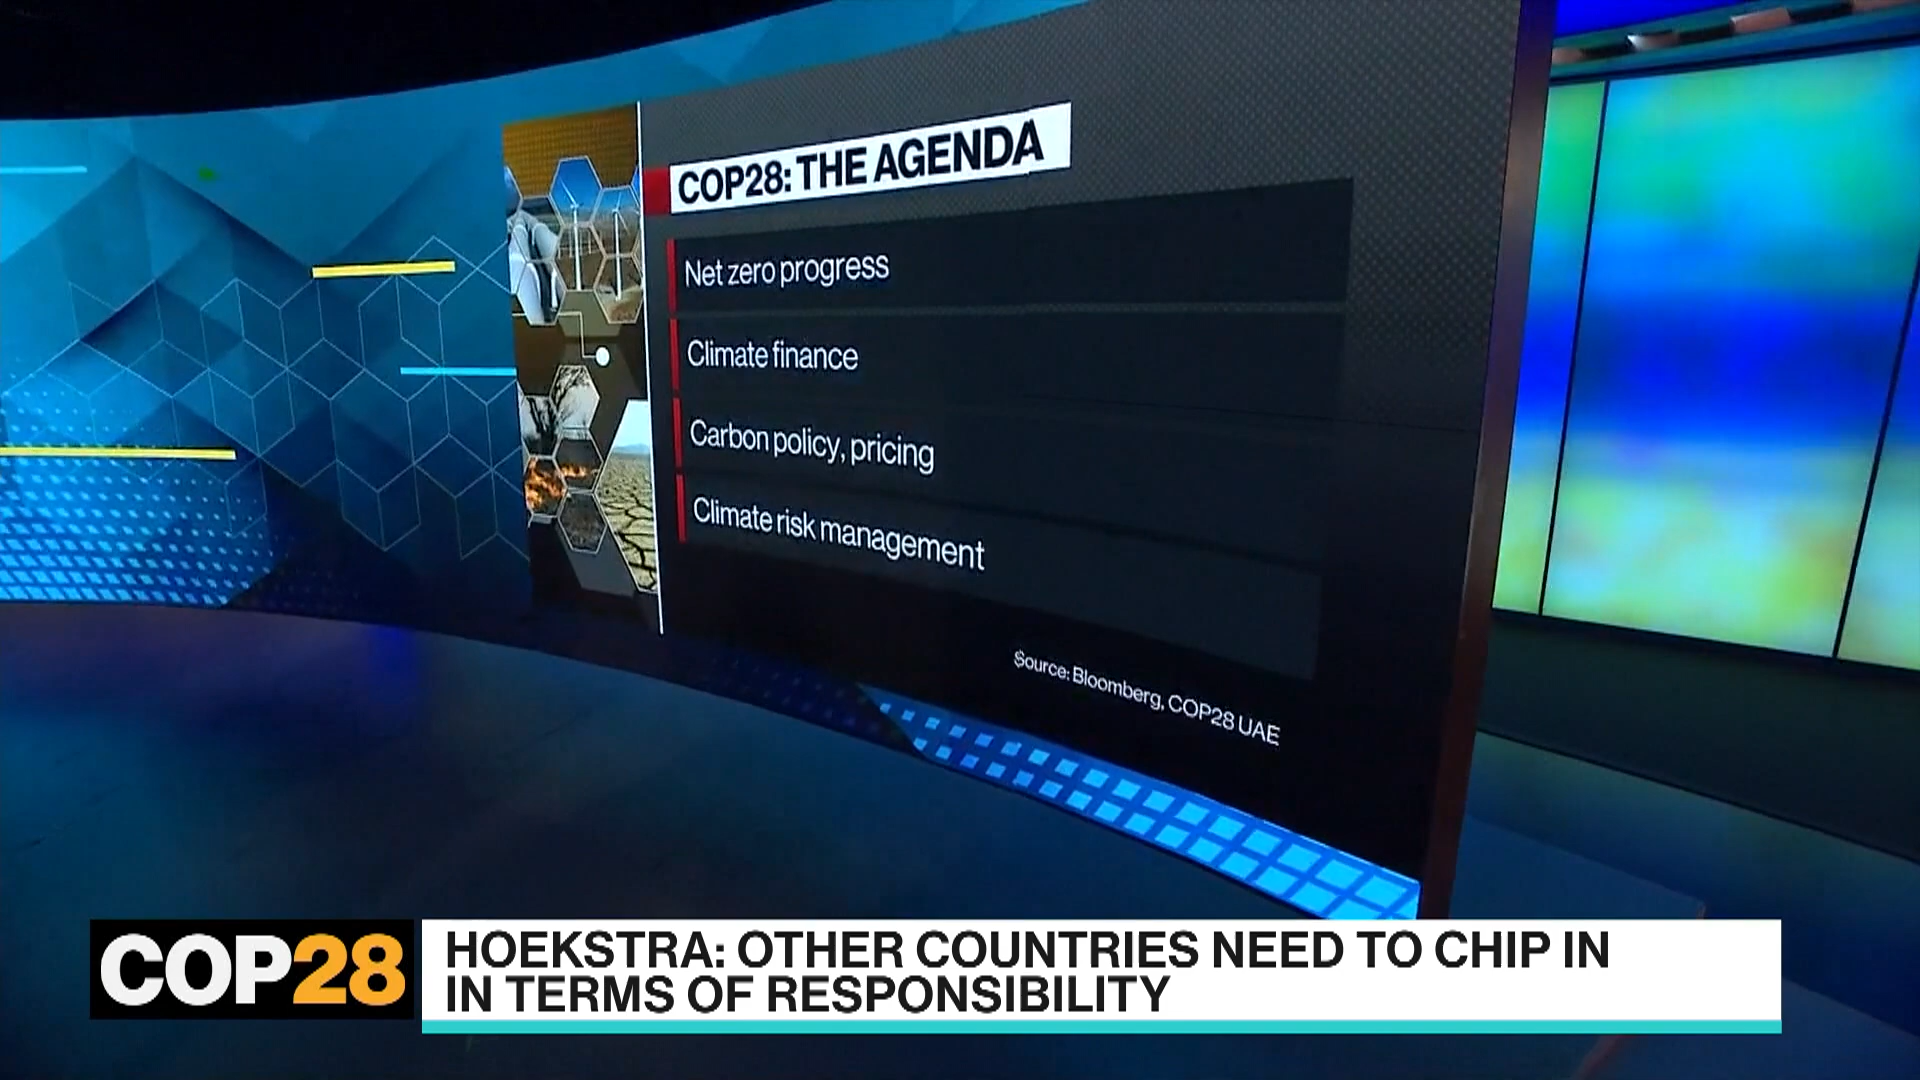 COP28: THE AGENDA
Net zero progress
Climate finance
Carbon policy, pricing
Climate risk management
Source: Bloomberg, COP28 UAE
COP28
HOEKSTRA: OTHER COUNTRIES NEED TO CHIP IN
IN TERMS OF RESPONSIBILITY